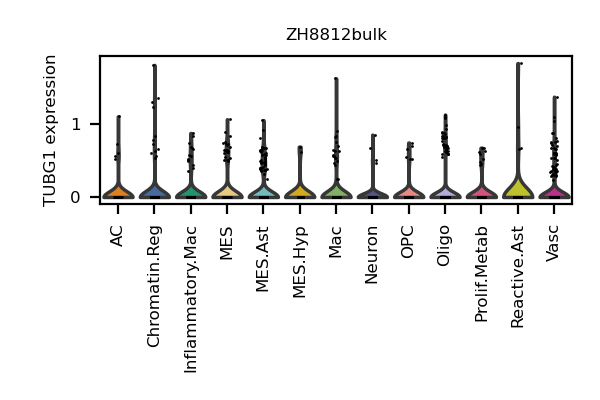 ZH8812bulk
TUBG1 expression
1
0
AC
Chromatin.Reg
Inflammatory.Mac
MES
MES.Ast
MES.Hyp
Mac
Neuron
OPC
Oligo
Prolif.Metab
Reactive.Ast
Vasc